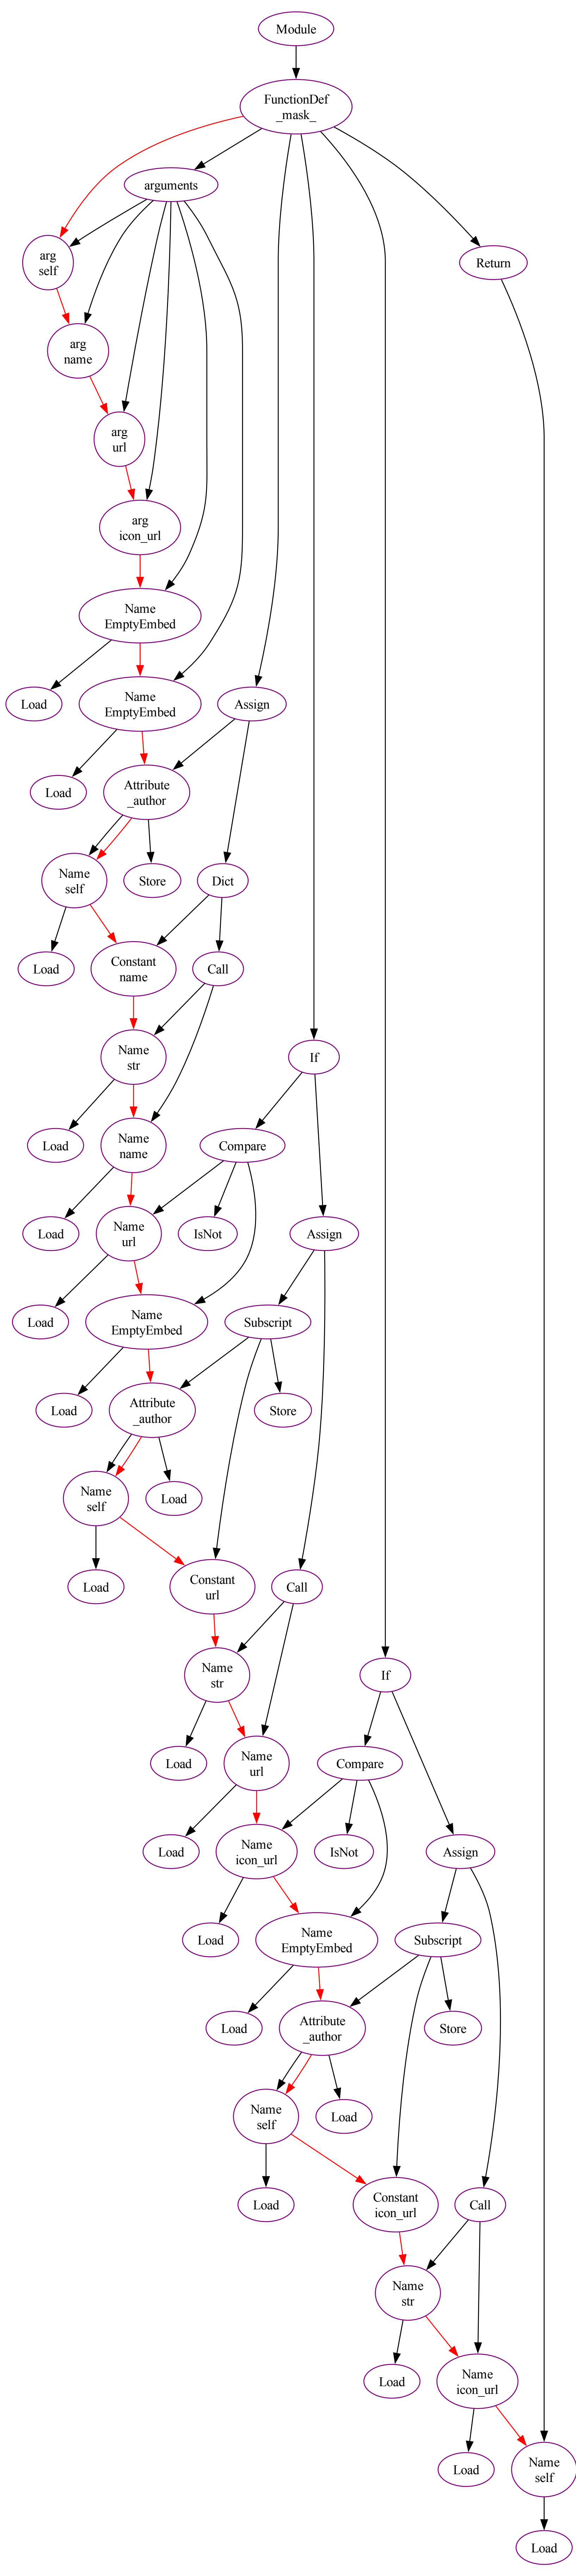 Module
FunctionDef
_mask_
arguments
arg
self
Return
arg
name
arg
url
arg
icon_url
Name
EmptyEmbed
Load
Name
EmptyEmbed
Assign
Load
Attribute
_author
Name
self
Store
Dict
Load
Constant
name
Call
Name
str
If
Load
Name
name
Compare
Load
Name
url
IsNot
Assign
Load
Name
EmptyEmbed
Subscript
Load
Attribute
_author
Store
Name
self
Load
Load
Constant
url
Call
Name
str
If
Load
Name
url
Compare
Load
Name
icon_url
IsNot
Assign
Load
Name
EmptyEmbed
Subscript
Load
Attribute
_author
Store
Name
self
Load
Load
Constant
icon_url
Call
Name
str
Load
Name
icon_url
Load
Name
self
Load